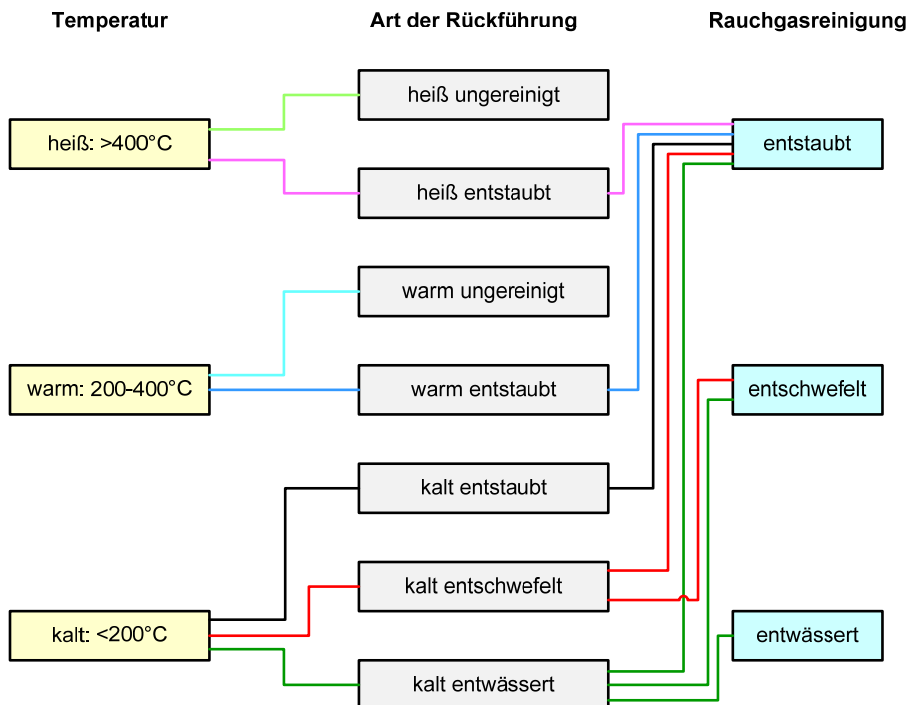 Temperatur
Art der Rückführung
Rauchgasreinigung
heiß ungereinigt
heiß: >400°C
entstaubt
heiß entstaubt
warm ungereinigt
warm: 200-400°C
warm entstaubt
entschwefelt
kalt entstaubt
kalt entschwefelt
kalt: <200°C
entwässert
kalt entwässert